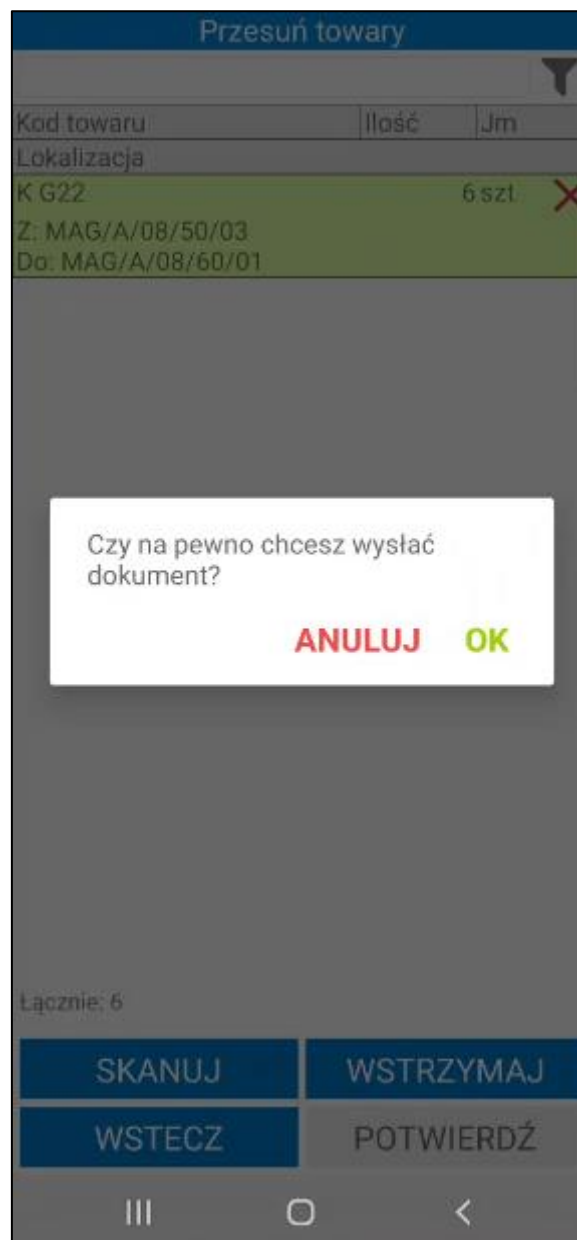 Przesuń towary
Kod towaru Ilość Jm
Lokalizacja
K G22 6 szt
Z: MAG/A/08/50/03
Do: MAG/A/08/60/01
Czy na pewno chcesz wysłać
dokument?
ANULUJ OK
Łącznie: 6
SKANUJ WSTRZYMAJ
WSTECZ POTWIERDŹ